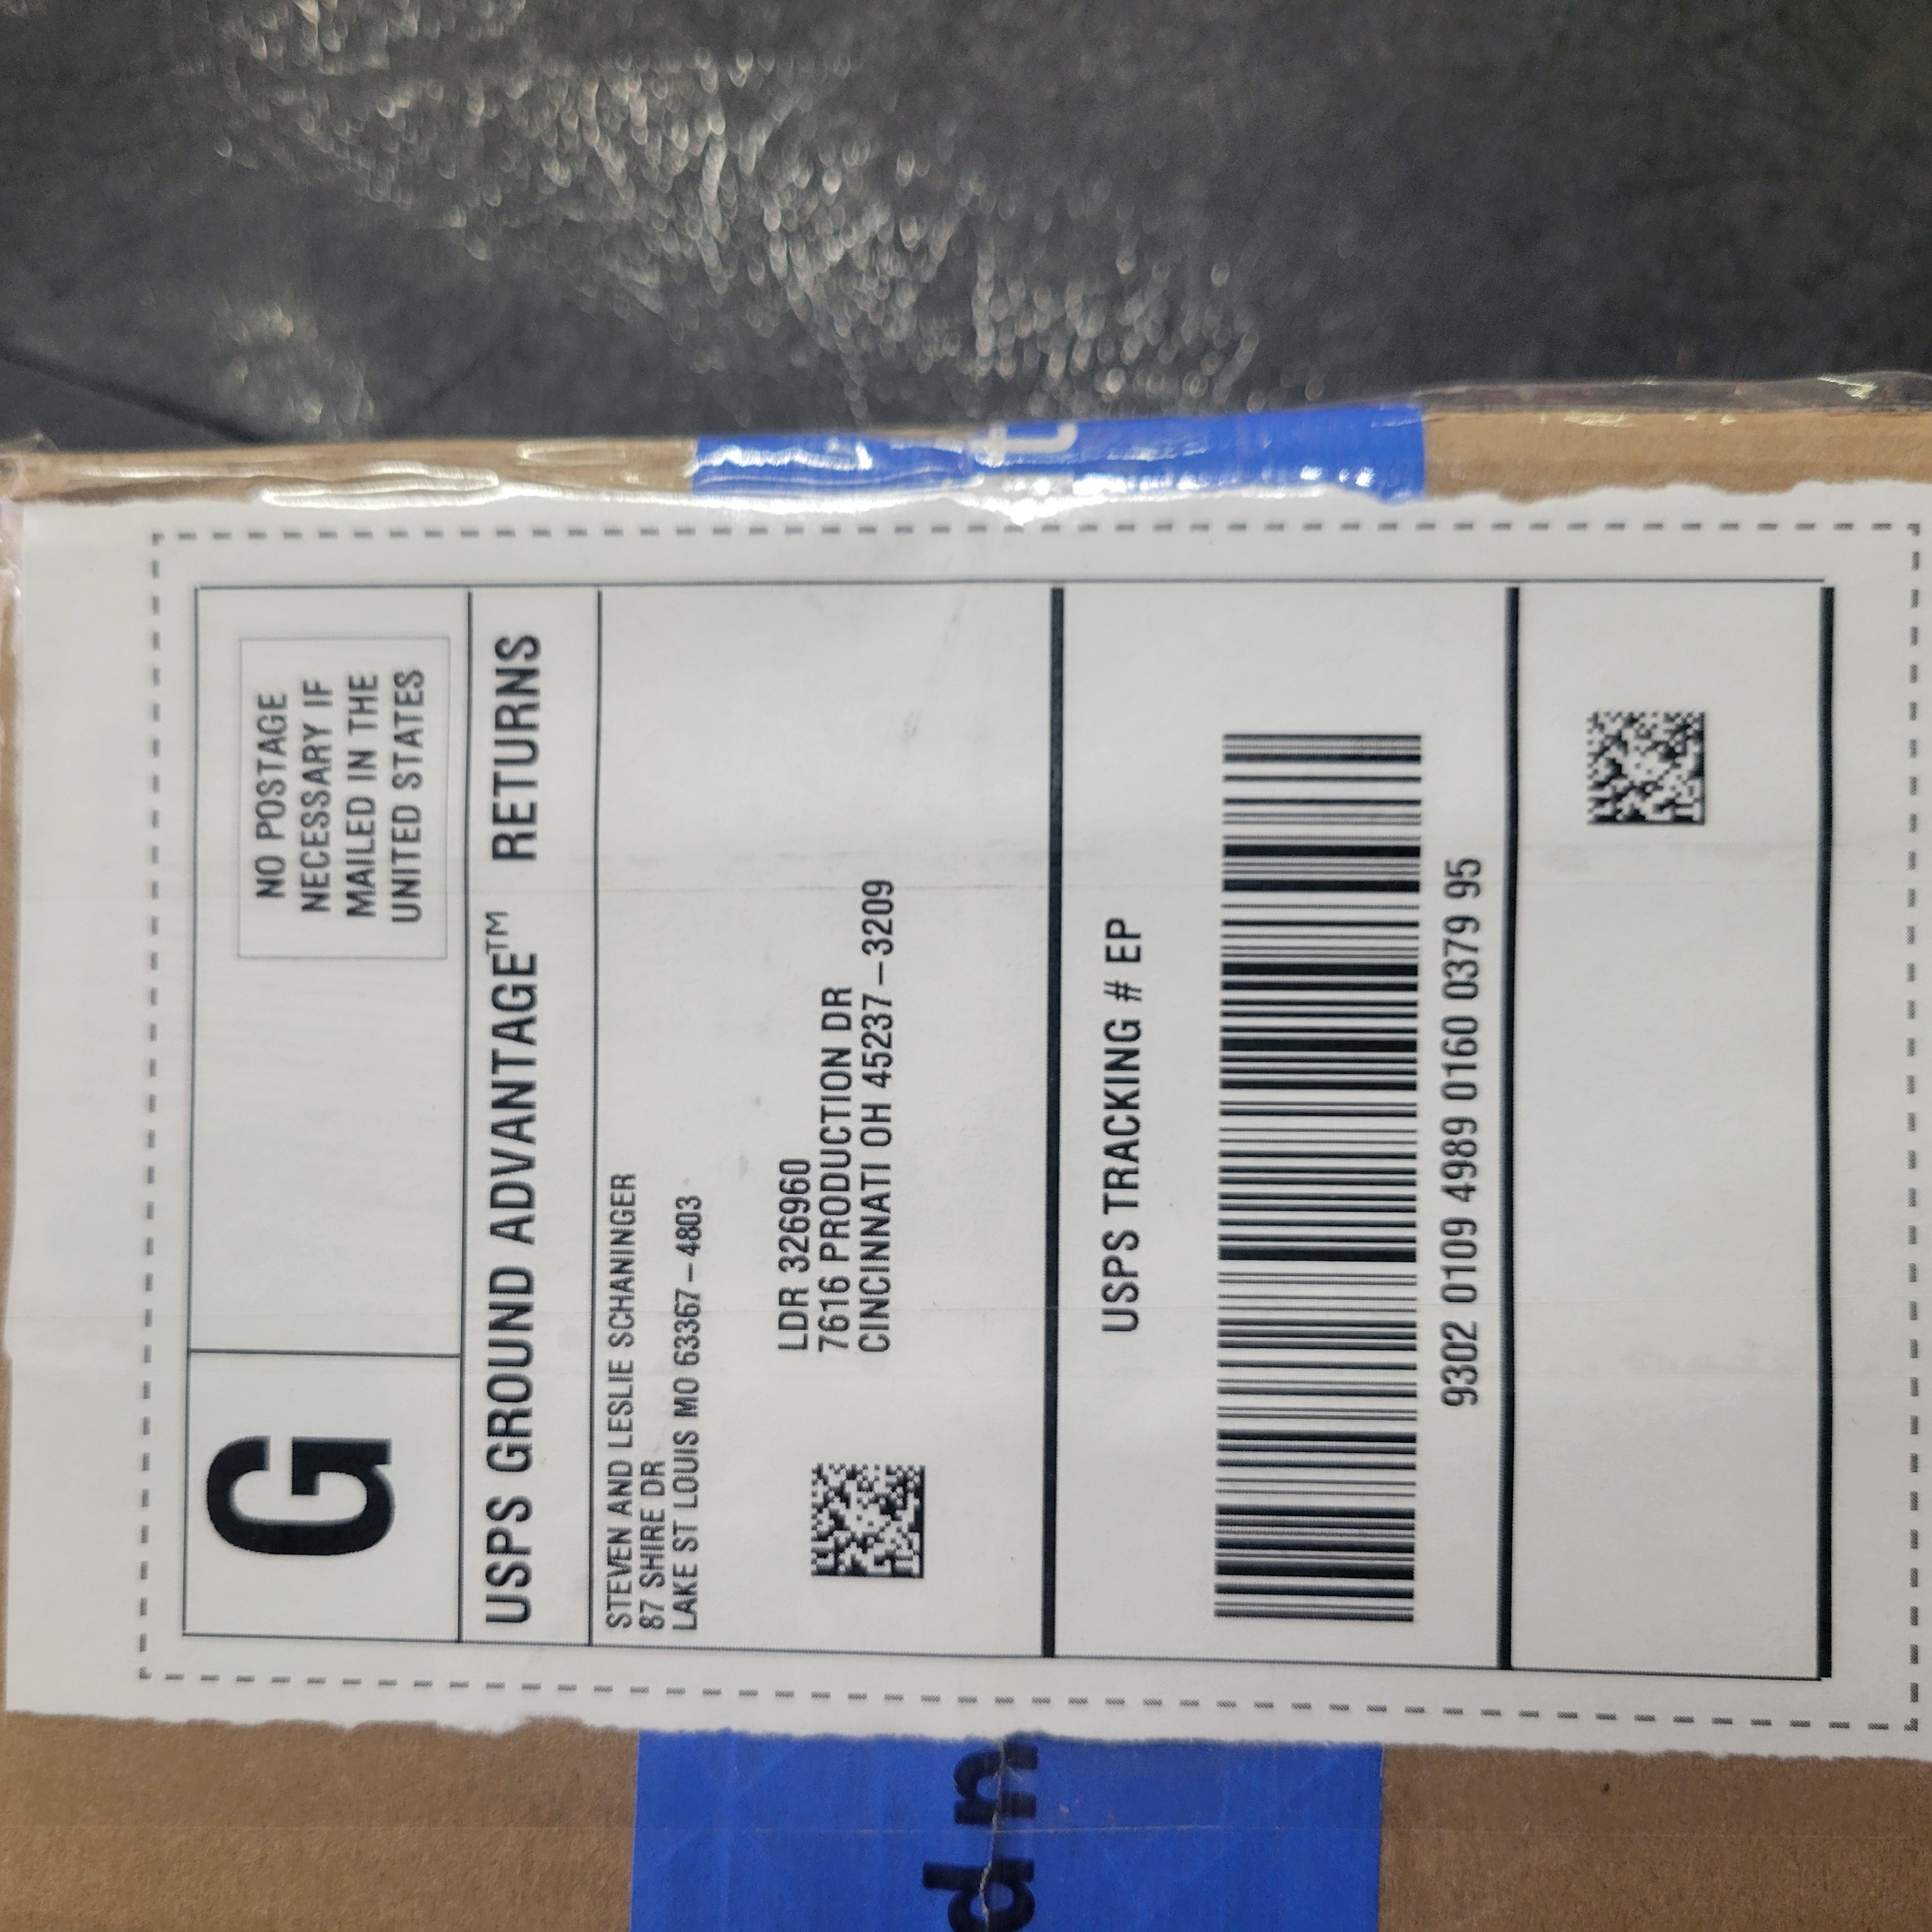 G
NO POSTAGE
NECESSARY IF
MAILED IN THE
UNITED STATES
USPS GROUND ADVANTAGE™ RETURNS
STEVEN AND LESLIE SCHANINGER
87 SHIRE DR
LAKE ST LOUIS MO 63367-4803
LDR 326960
7616 PRODUCTION DR
CINCINNATI OH 45237-3209
USPS TRACKING # EP
9302 0109 4989 0160 0379 95